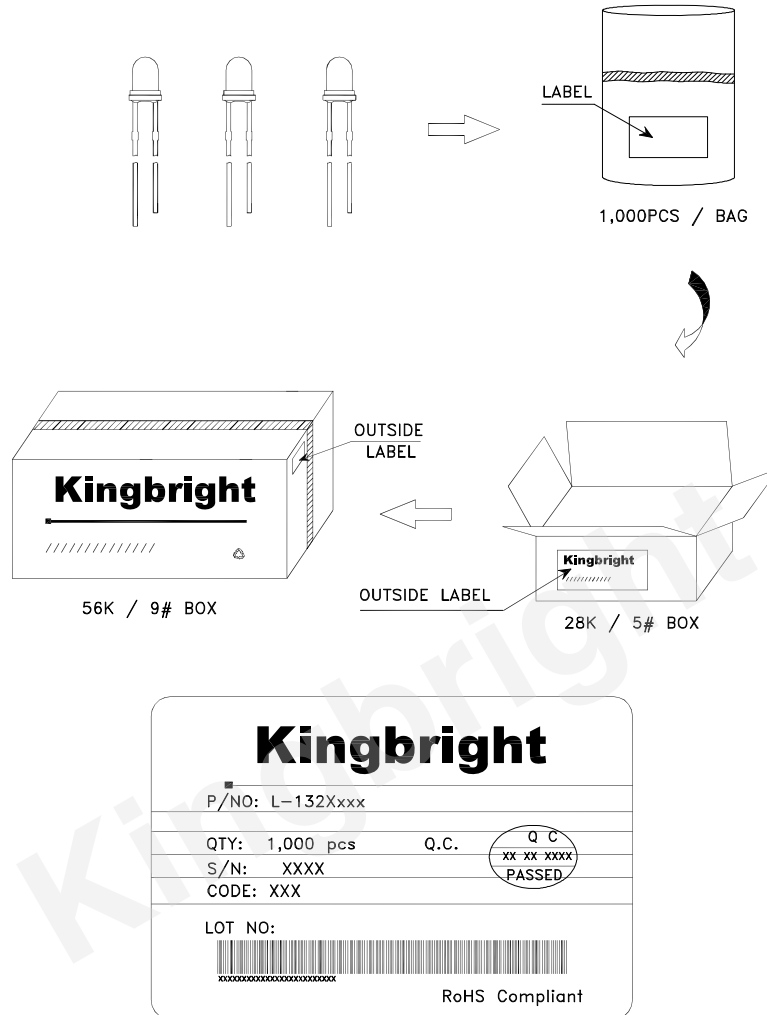 LABEL
1,000PCS / BAG
OUTSIDE
LABEL
Kingbright
56K / 9# BOX
Kingbright
OUTSIDE LABEL
28K / 5# BOX
Kingbright
Kingbright
P/NO: L-132Xxxx
QTY: 1,000 pcs Q.C.
Q C
XX XX XXXX
PASSED
S/N: XXXX
CODE: XXX
LOT NO:
xxxxxxxxxxxxxxxxxxxxxxxxx
RoHS Compliant